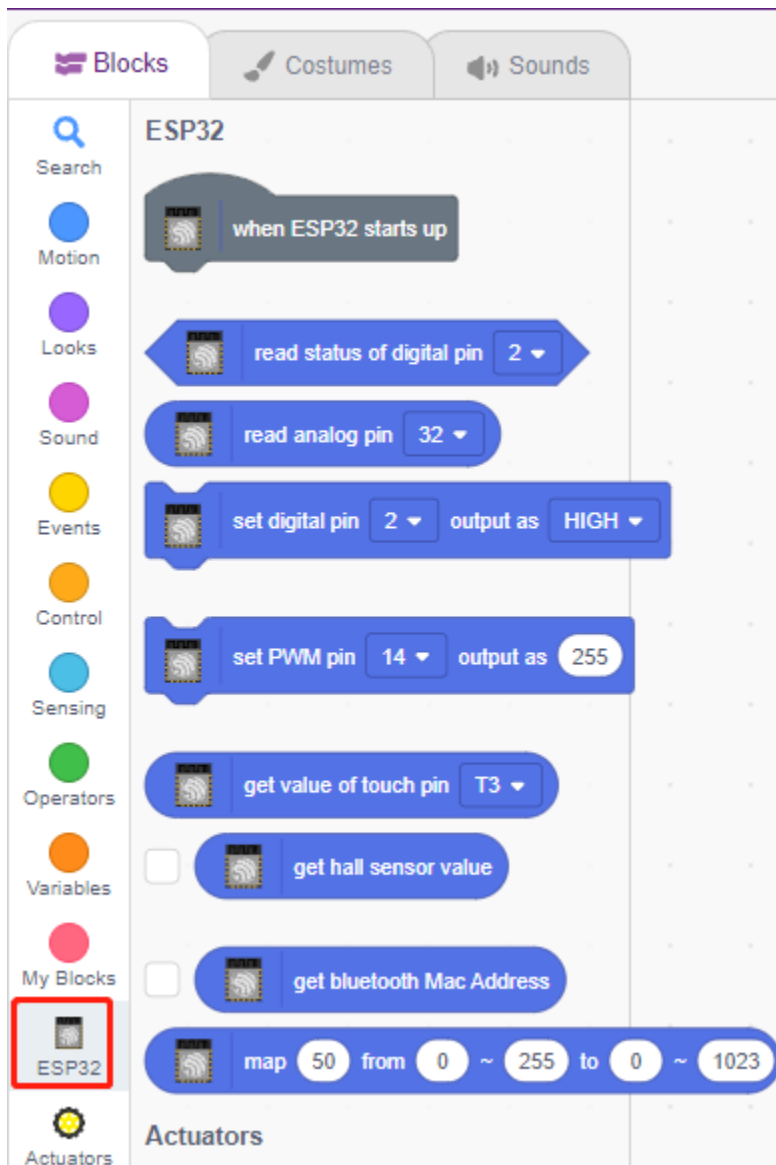 Blocks
Costumes
Sounds
Search
Motion
Looks
Sound
Events
Control
Sensing
Operators
Variables
My Blocks
ESP32
Actuators
ESP32
when ESP32 starts up
read status of digital pin 2
read analog pin 32
set digital pin 2 output as HIGH
set PWM pin 14 output as 255
get value of touch pin T3
get hall sensor value
get bluetooth Mac Address
map 50 from 0 ~ 255 to 0 ~ 1023
Actuators